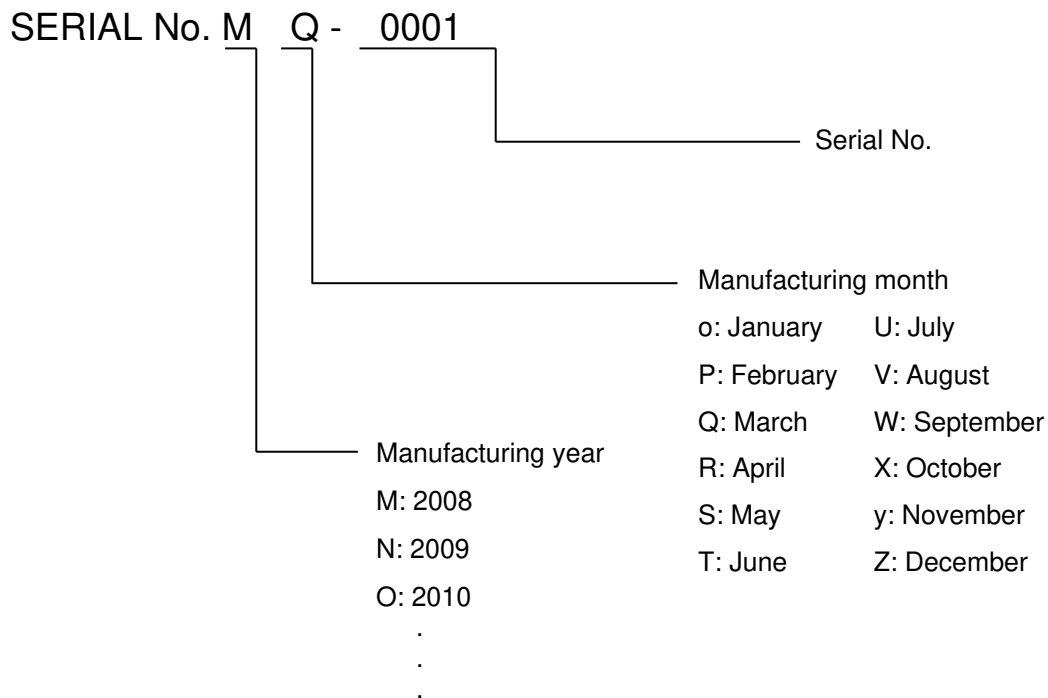 SERIAL No. M Q - 0001
Serial No.
Manufacturing month
o: January U: July
P: February V: August
Q: March W: September
R: April X: October
S: May y: November
T: June Z: December
Manufacturing year
M: 2008
N: 2009
O: 2010
.
.
.